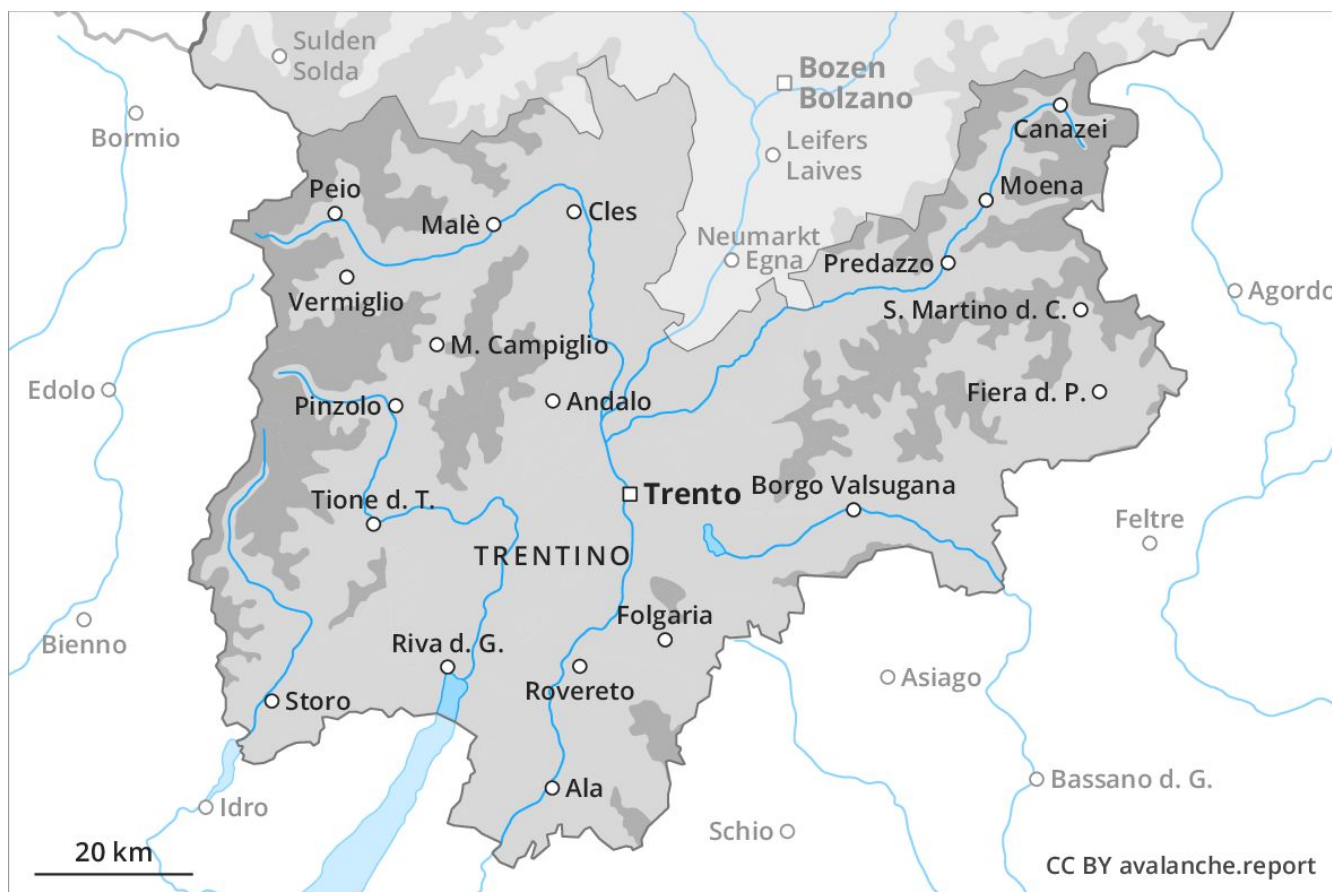 Sulden
Solda
Bozen
Bolzano
Bormio
Canazei
Leifers
Laives
Peio
Moena
Malè
Cles
Neumarkt
Egna
Predazzo
Vermiglio
Agordo
S. Martino d. C.
M. Campiglio
Edolo
Pinzolo
Andalo
Fiera d. P.
Trento
Borgo Valsugana
Tione d. T.
Feltre
TRENTINO
Folgaria
Bienno
Riva d. G.
Asiago
Rovereto
Storo
Ala
Bassano d. G.
Idro
Schio
20 km
CC BY avalanche.report